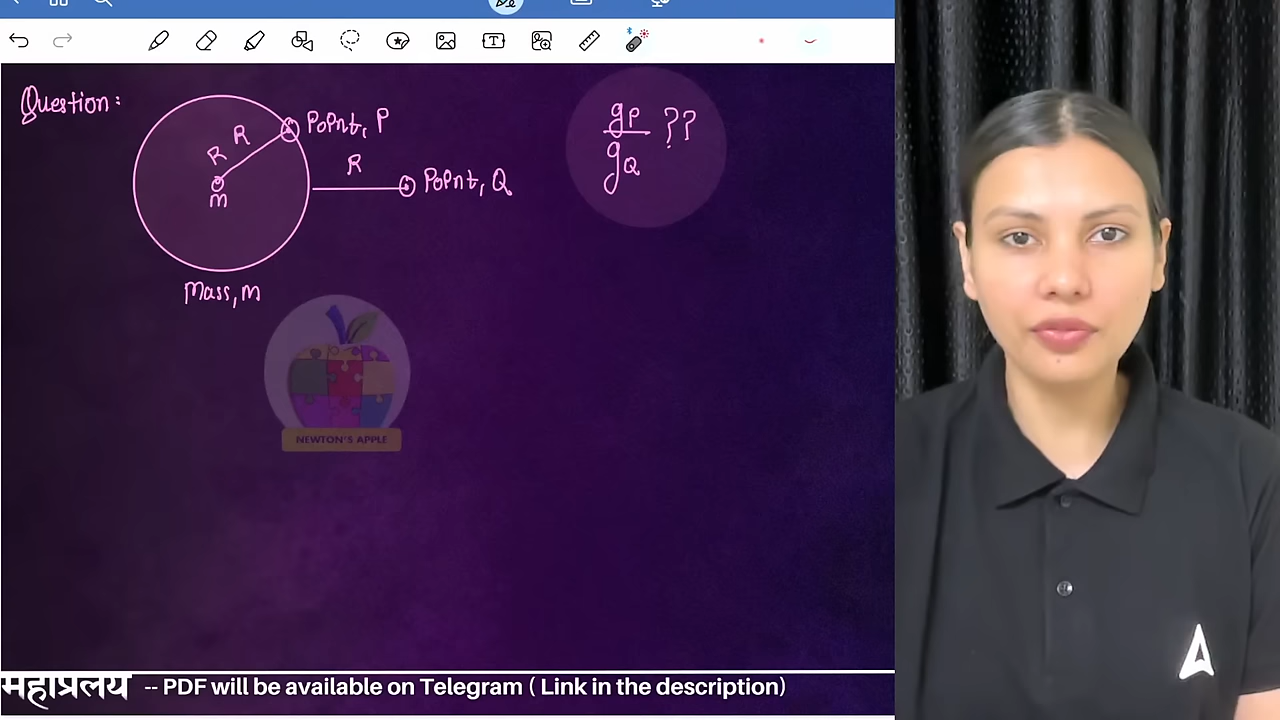 Question:
R
R
Point, P
R
Point, Q
m
Mass, m
gP
gQ
??
NEWTON'S APPLE
महाप्रलय -- PDF will be available on Telegram ( Link in the description)